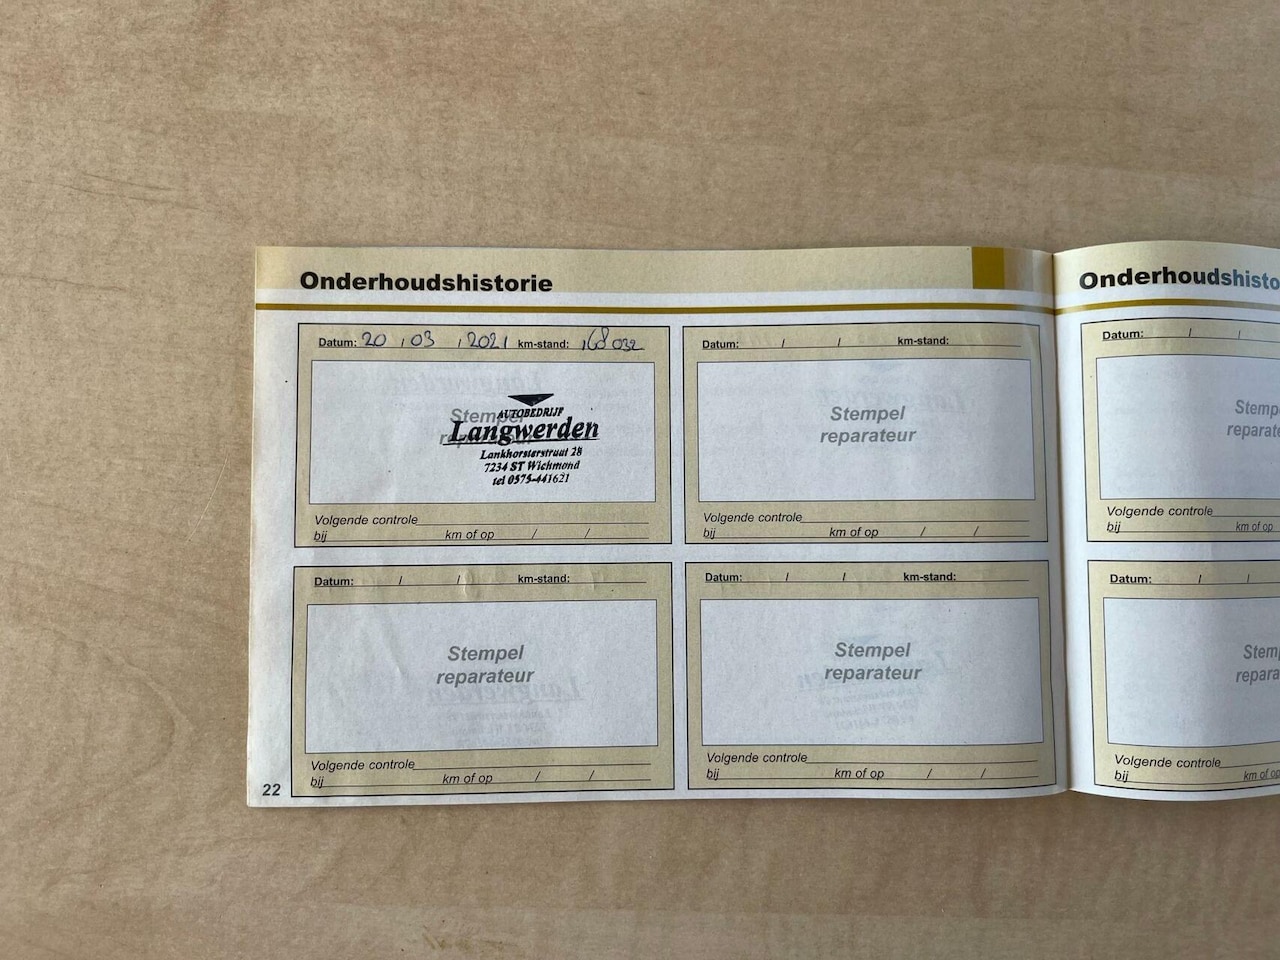 Onderhoudshistorie
Datum: 20 / 03 / 2021 km-stand: 168 032
Stempel
reparateur
AUTOBEDRIJF
Langwerden
Lankhorsterstraat 28
7234 ST Wichmond
tel 0575-441621
Volgende controle
bij km of op / /
Datum: / / km-stand:
Stempel
reparateur
Volgende controle
bij km of op / /
Datum: / / km-stand:
Stempel
reparateur
Volgende controle
bij km of op / /
Datum: / / km-stand:
Stempel
reparateur
Volgende controle
bij km of op / /
22
Onderhoudshisto
Datum: / /
Stemp
reparate
Volgende controle
bij km of op
Datum: / /
Stemp
repara
Volgende controle
bij km of op